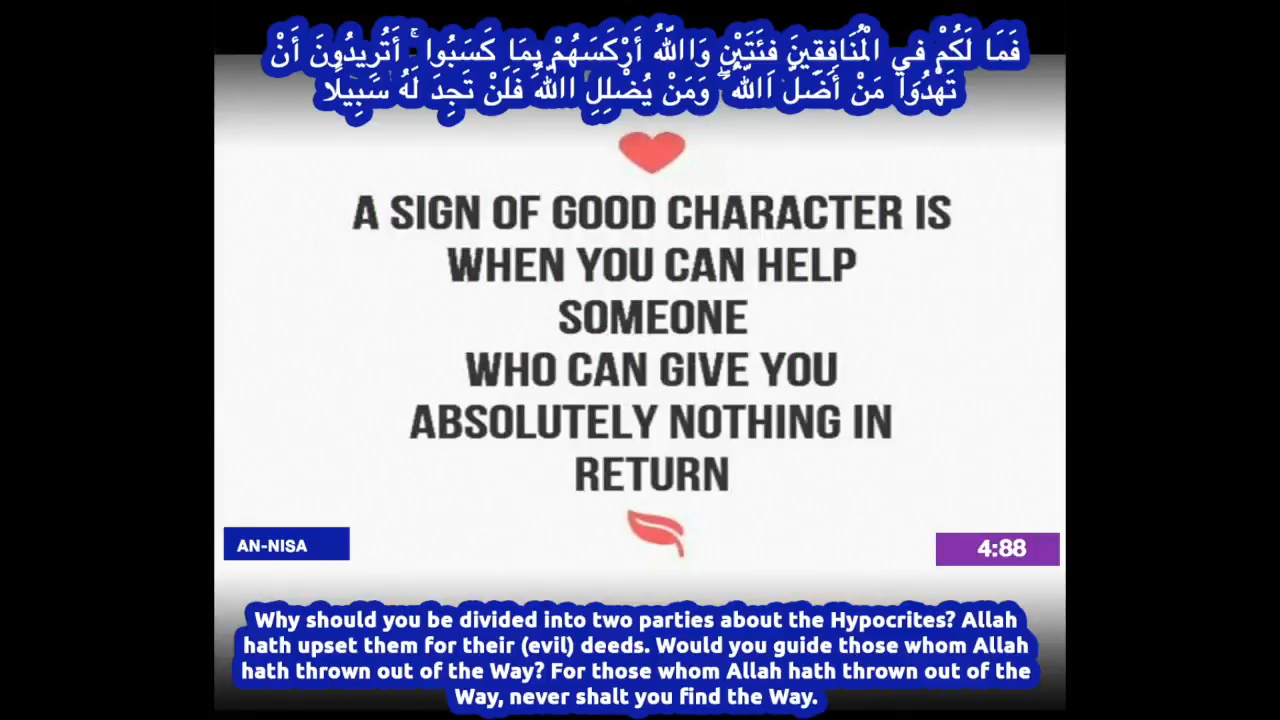 فَمَا لَكُمْ فِي الْمُنَافِقِينَ فِئَتَيْنِ وَاللَّهُ أَرْكَسَهُمْ بِمَا كَسَبُوا ۚ أَتُرِيدُونَ أَنْ
تَهْدُوا مَنْ أَضَلَّ اللَّهُ ۖ وَمَنْ يُضْلِلِ اللَّهُ فَلَنْ تَجِدَ لَهُ سَبِيلًا
A SIGN OF GOOD CHARACTER IS
WHEN YOU CAN HELP
SOMEONE
WHO CAN GIVE YOU
ABSOLUTELY NOTHING IN
RETURN
AN-NISA
4:88
Why should you be divided into two parties about the Hypocrites? Allah
hath upset them for their (evil) deeds. Would you guide those whom Allah
hath thrown out of the Way? For those whom Allah hath thrown out of the
Way, never shalt you find the Way.